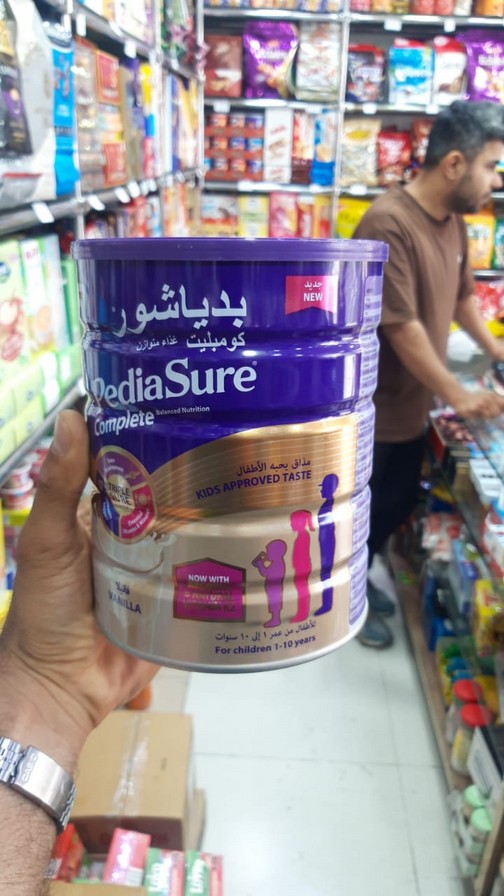 بدياشور
جديد
NEW
كومبليت غذاء متوازن
PediaSure
Complete Balanced Nutrition
مذاق يحبه الأطفال
KIDS APPROVED TASTE
NOW WITH
فانيلا
VANILLA
للأطفال من عمر ١ إلى ١٠ سنوات
For children 1-10 years